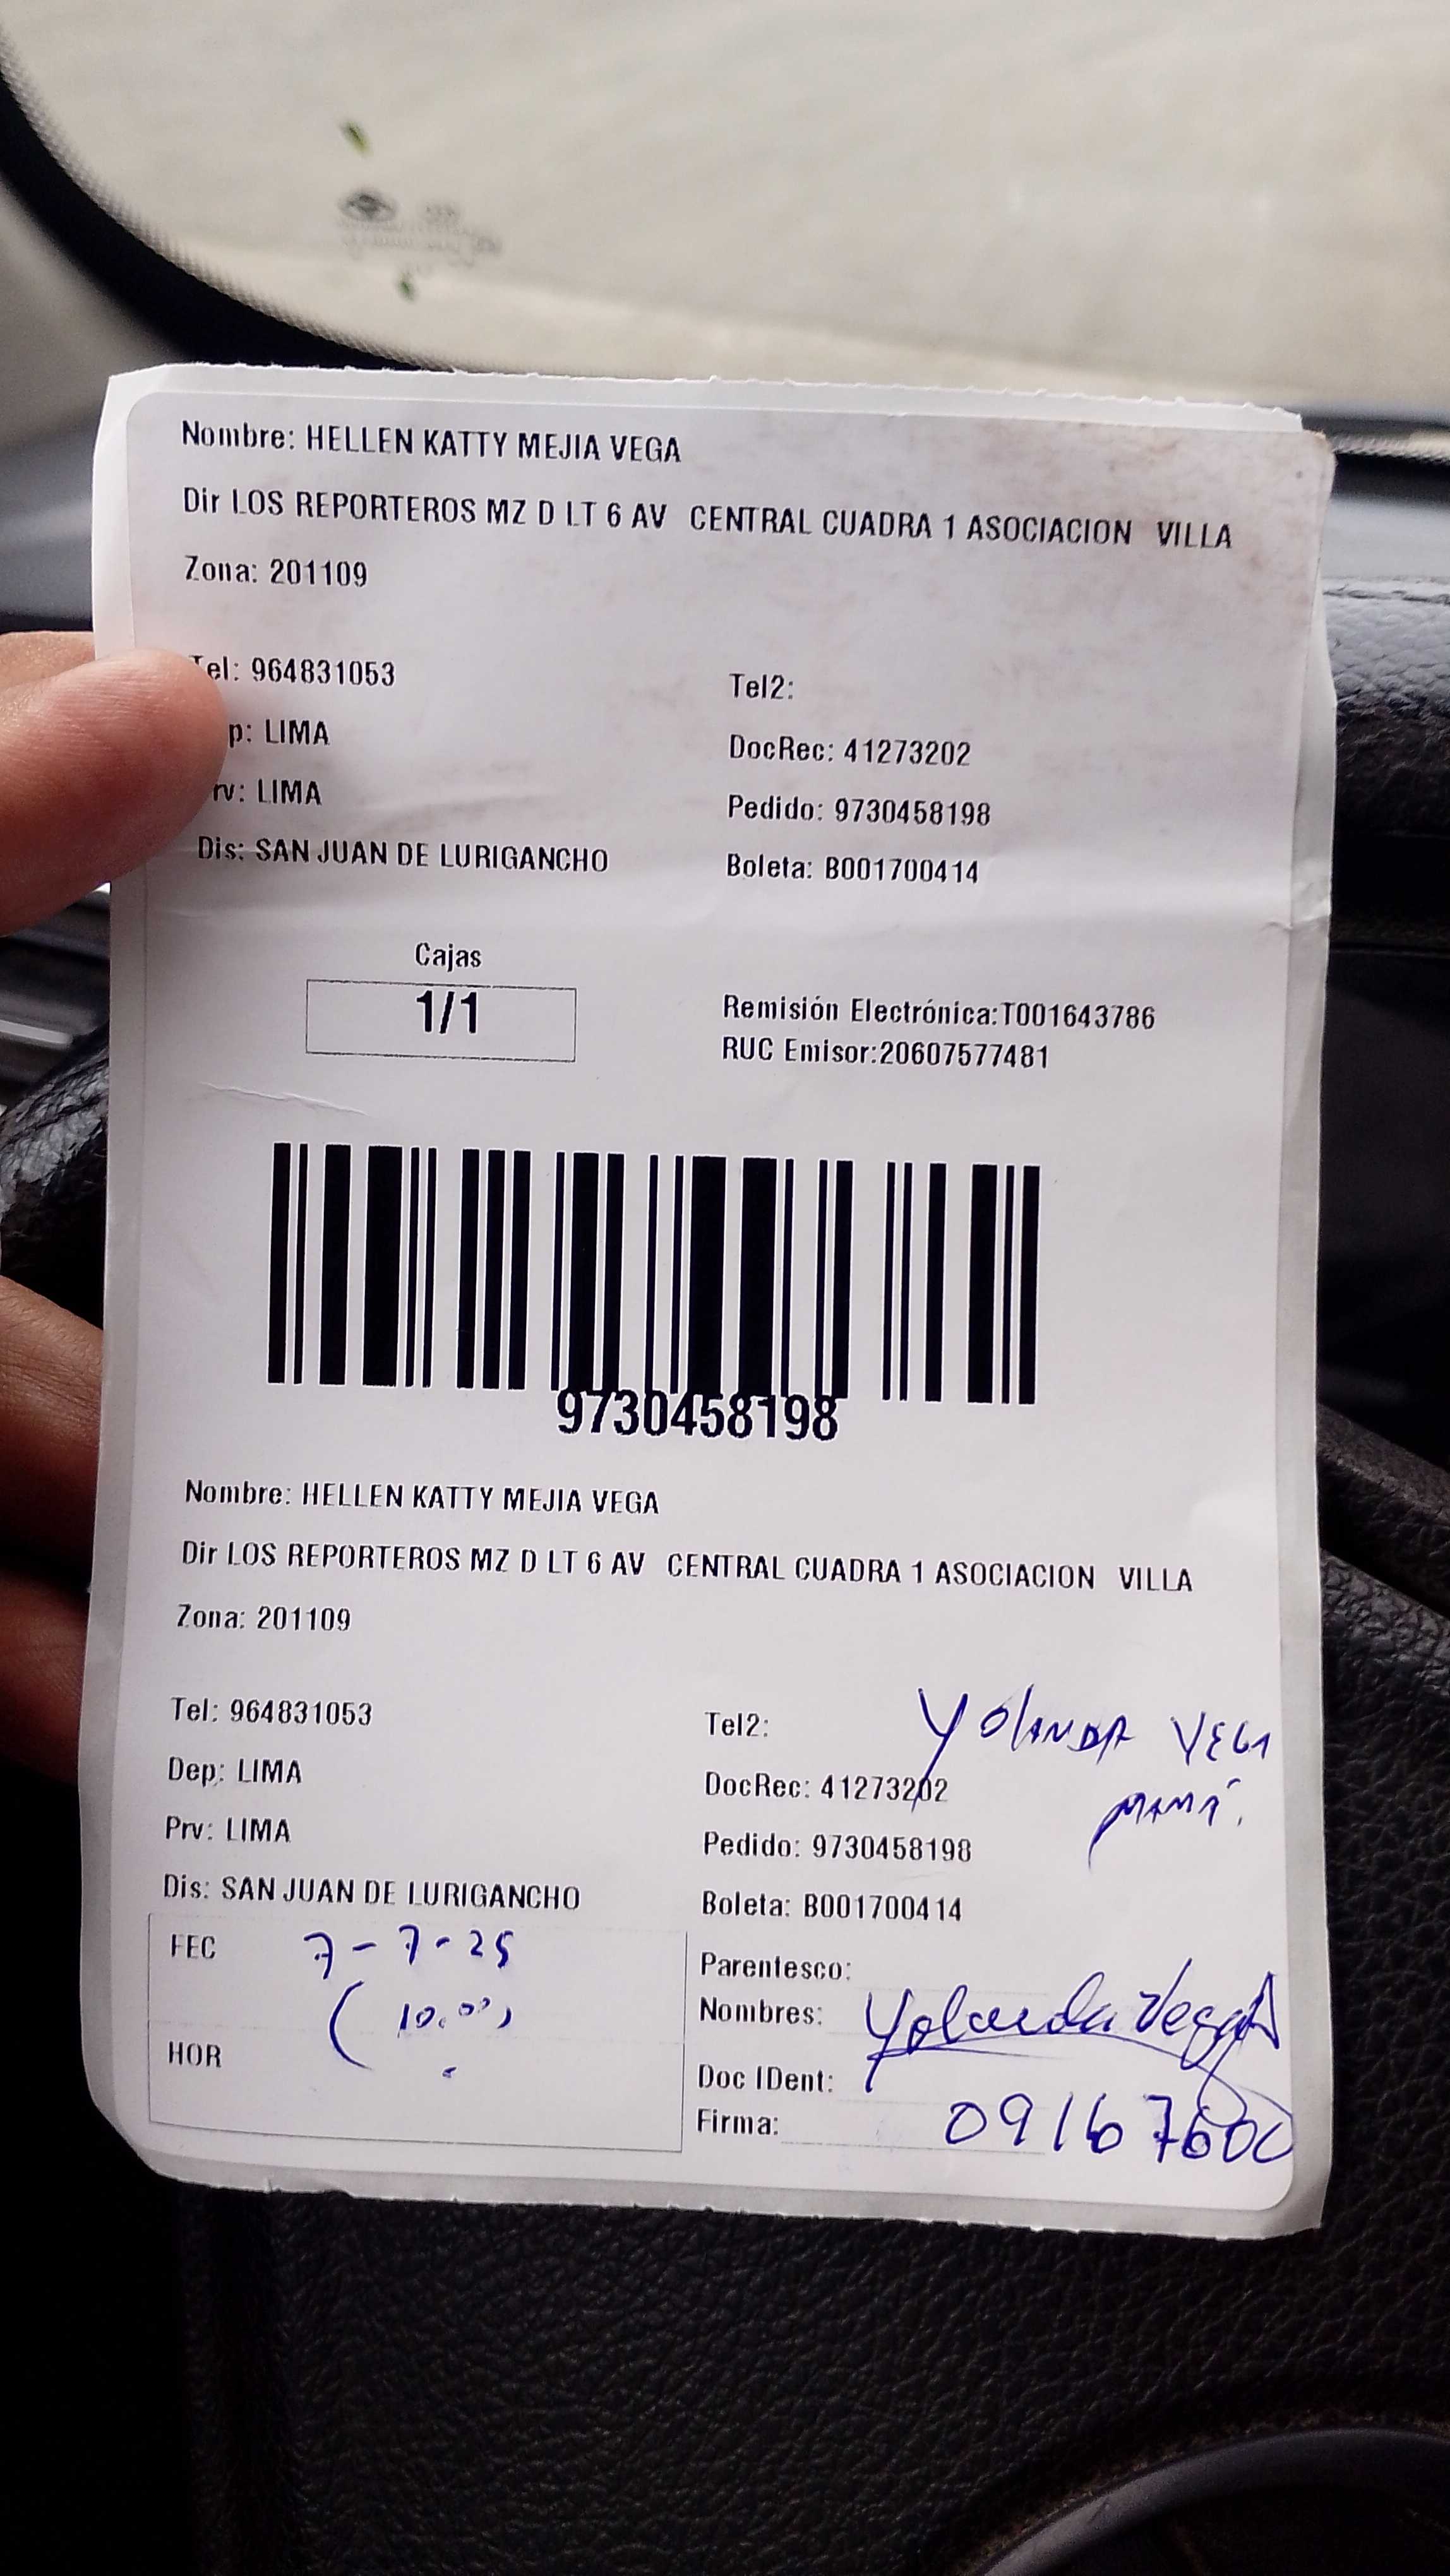 Nombre: HELLEN KATTY MEJIA VEGA
Dir LOS REPORTEROS MZ D LT 6 AV CENTRAL CUADRA 1 ASOCIACION VILLA
Zona: 201109
Tel: 964831053 Tel2:
p: LIMA DocRec: 41273202
rv: LIMA Pedido: 9730458198
Dis: SAN JUAN DE LURIGANCHO Boleta: B001700414
Cajas
1/1
Remisión Electrónica:T001643786
RUC Emisor:20607577481
9730458198
Nombre: HELLEN KATTY MEJIA VEGA
Dir LOS REPORTEROS MZ D LT 6 AV CENTRAL CUADRA 1 ASOCIACION VILLA
Zona: 201109
Tel: 964831053 Tel2: YOLANDA VEGA
Dep: LIMA DocRec: 41273202 MAMÁ.
Prv: LIMA Pedido: 9730458198
Dis: SAN JUAN DE LURIGANCHO Boleta: B001700414
FEC 7-7-25 Parentesco:
(10.00) Nombres: Yolanda Vega
HOR Doc IDent:
Firma: 09167600